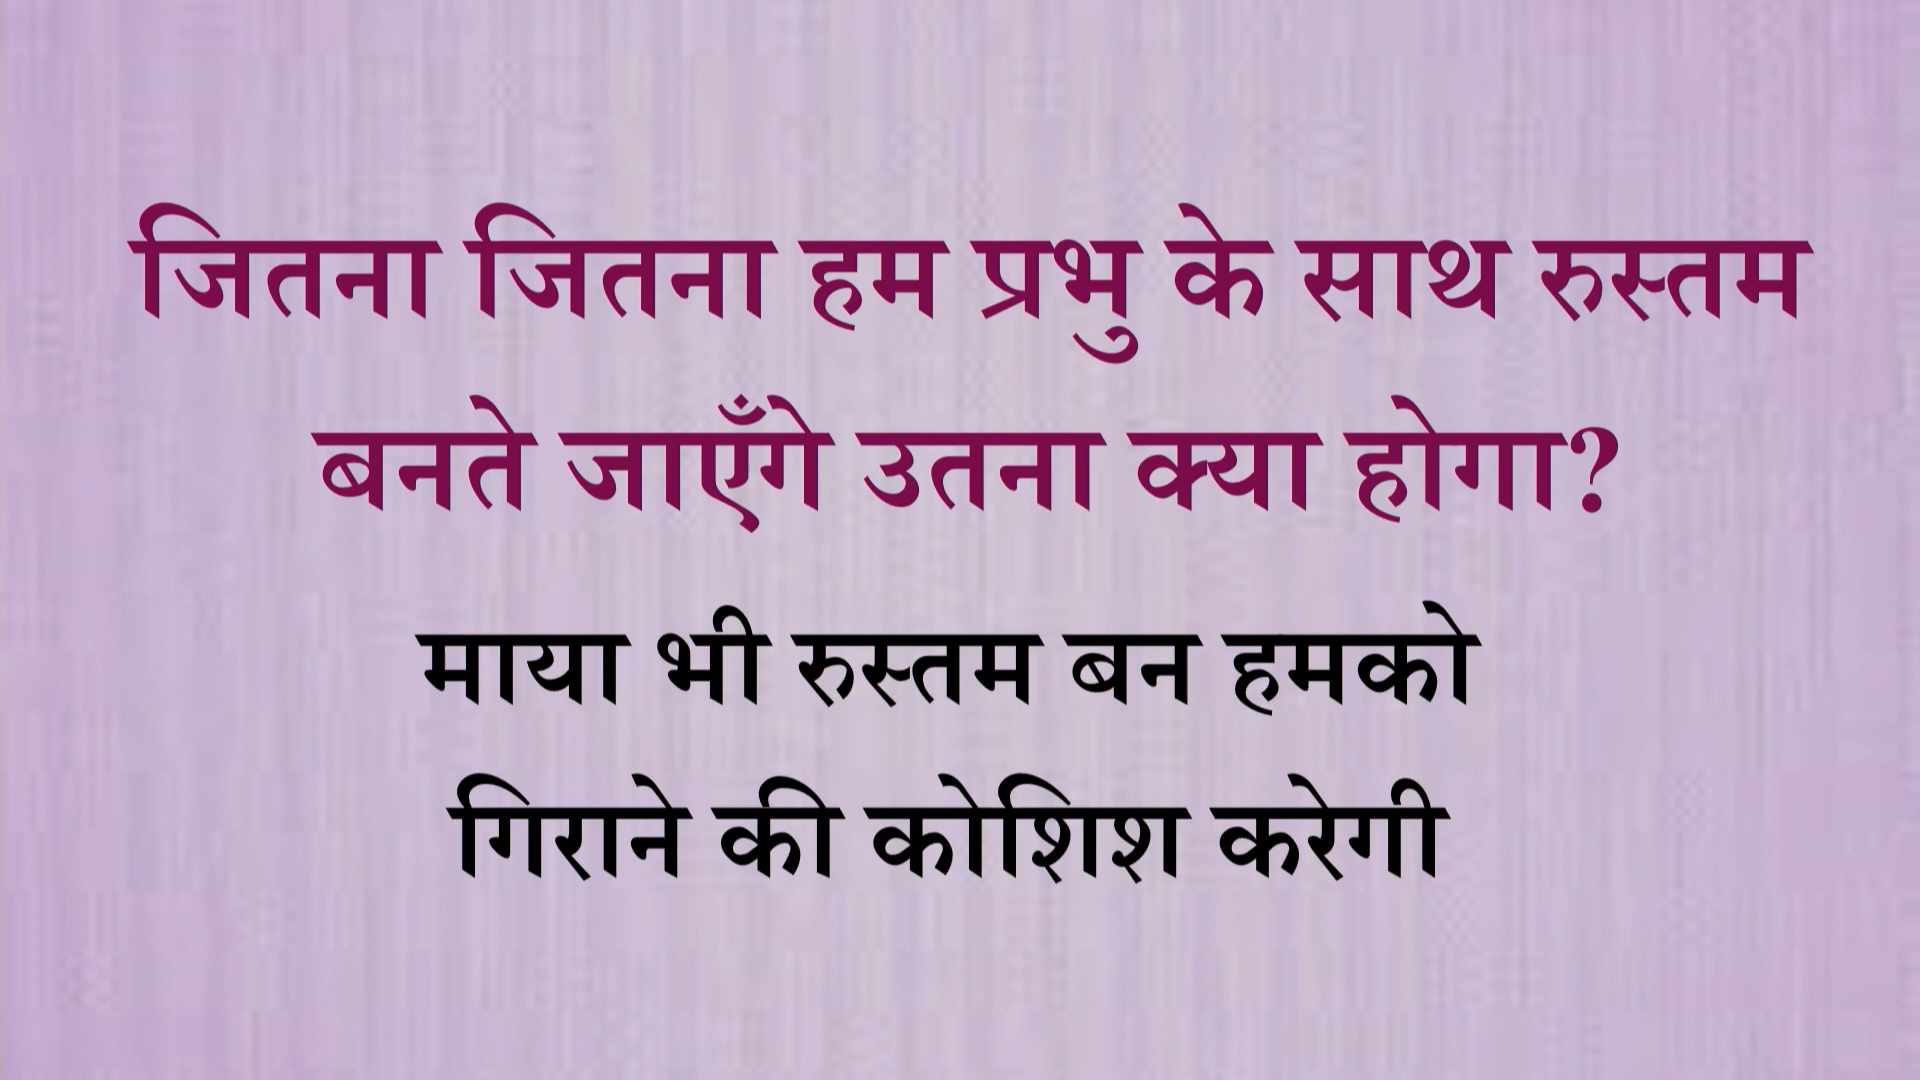 जितना जितना हम प्रभु के साथ रुस्तम
बनते जाएँगे उतना क्या होगा?
माया भी रुस्तम बन हमको
गिराने की कोशिश करेगी